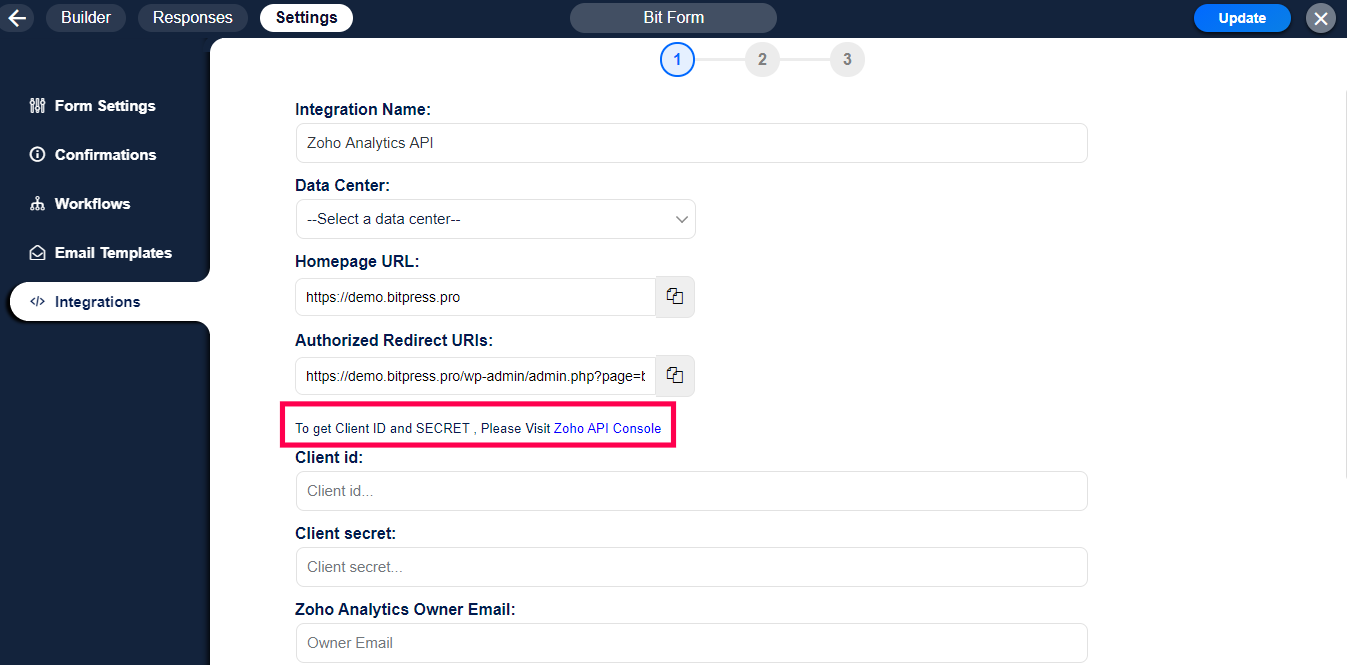 Builder Responses Settings Bit Form Update
1 2 3
Form Settings
Confirmations
Workflows
Email Templates
Integrations
Integration Name:
Zoho Analytics API
Data Center:
--Select a data center--
Homepage URL:
https://demo.bitpress.pro
Authorized Redirect URIs:
https://demo.bitpress.pro/wp-admin/admin.php?page=b
To get Client ID and SECRET , Please Visit Zoho API Console
Client id:
Client id...
Client secret:
Client secret...
Zoho Analytics Owner Email:
Owner Email